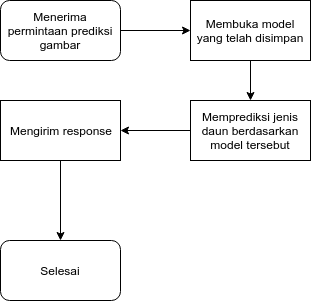 Menerima
permintaan prediksi
gambar
Membuka model
yang telah disimpan
Memprediksi jenis
daun berdasarkan
model tersebut
Mengirim response
Selesai